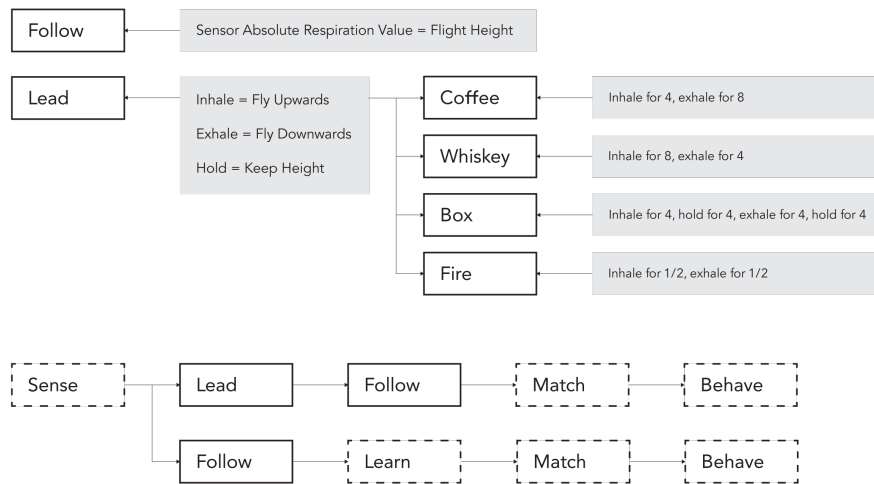 Follow
Sensor Absolute Respiration Value = Flight Height
Lead
Inhale = Fly Upwards
Exhale = Fly Downwards
Hold = Keep Height
Coffee
Inhale for 4, exhale for 8
Whiskey
Inhale for 8, exhale for 4
Box
Inhale for 4, hold for 4, exhale for 4, hold for 4
Fire
Inhale for 1/2, exhale for 1/2
Sense
Lead
Follow
Match
Behave
Follow
Learn
Match
Behave